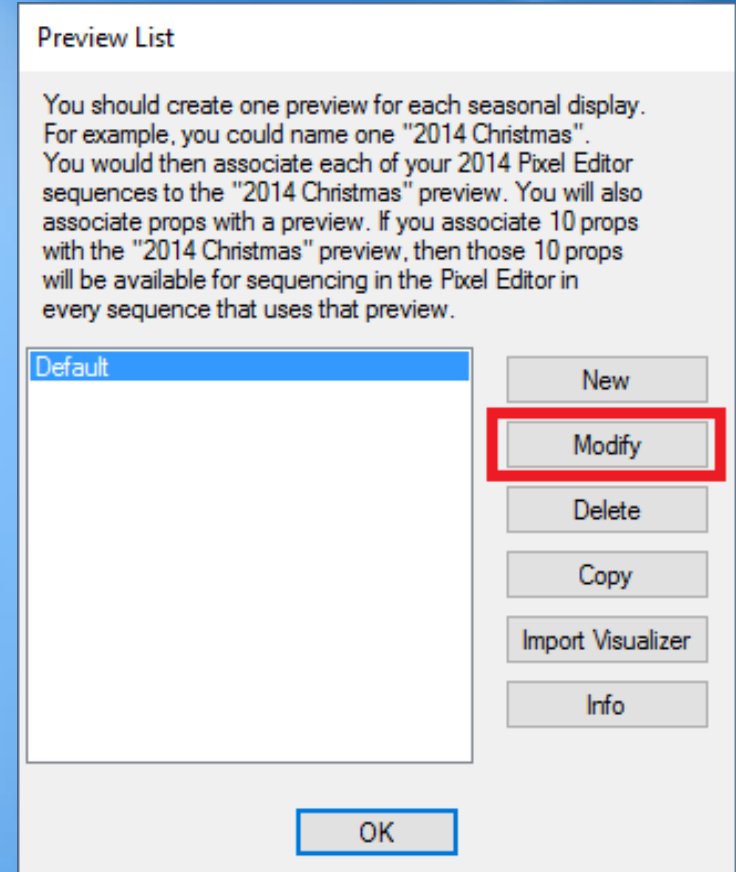 Preview List
You should create one preview for each seasonal display.
For example, you could name one "2014 Christmas".
You would then associate each of your 2014 Pixel Editor
sequences to the "2014 Christmas" preview. You will also
associate props with a preview. If you associate 10 props
with the "2014 Christmas" preview, then those 10 props
will be available for sequencing in the Pixel Editor in
every sequence that uses that preview.
Default
New
Modify
Delete
Copy
Import Visualizer
Info
OK